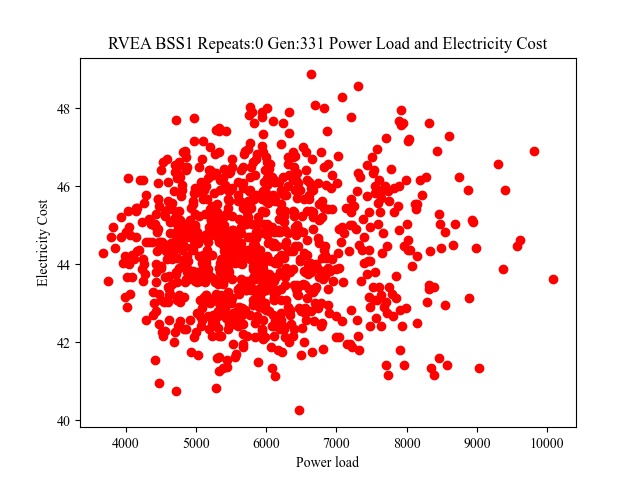 RVEA BSS1 Repeats:0 Gen:331 Power Load and Electricity Cost
48
46
44
42
40
Electricity Cost
4000 5000 6000 7000 8000 9000 10000
Power load